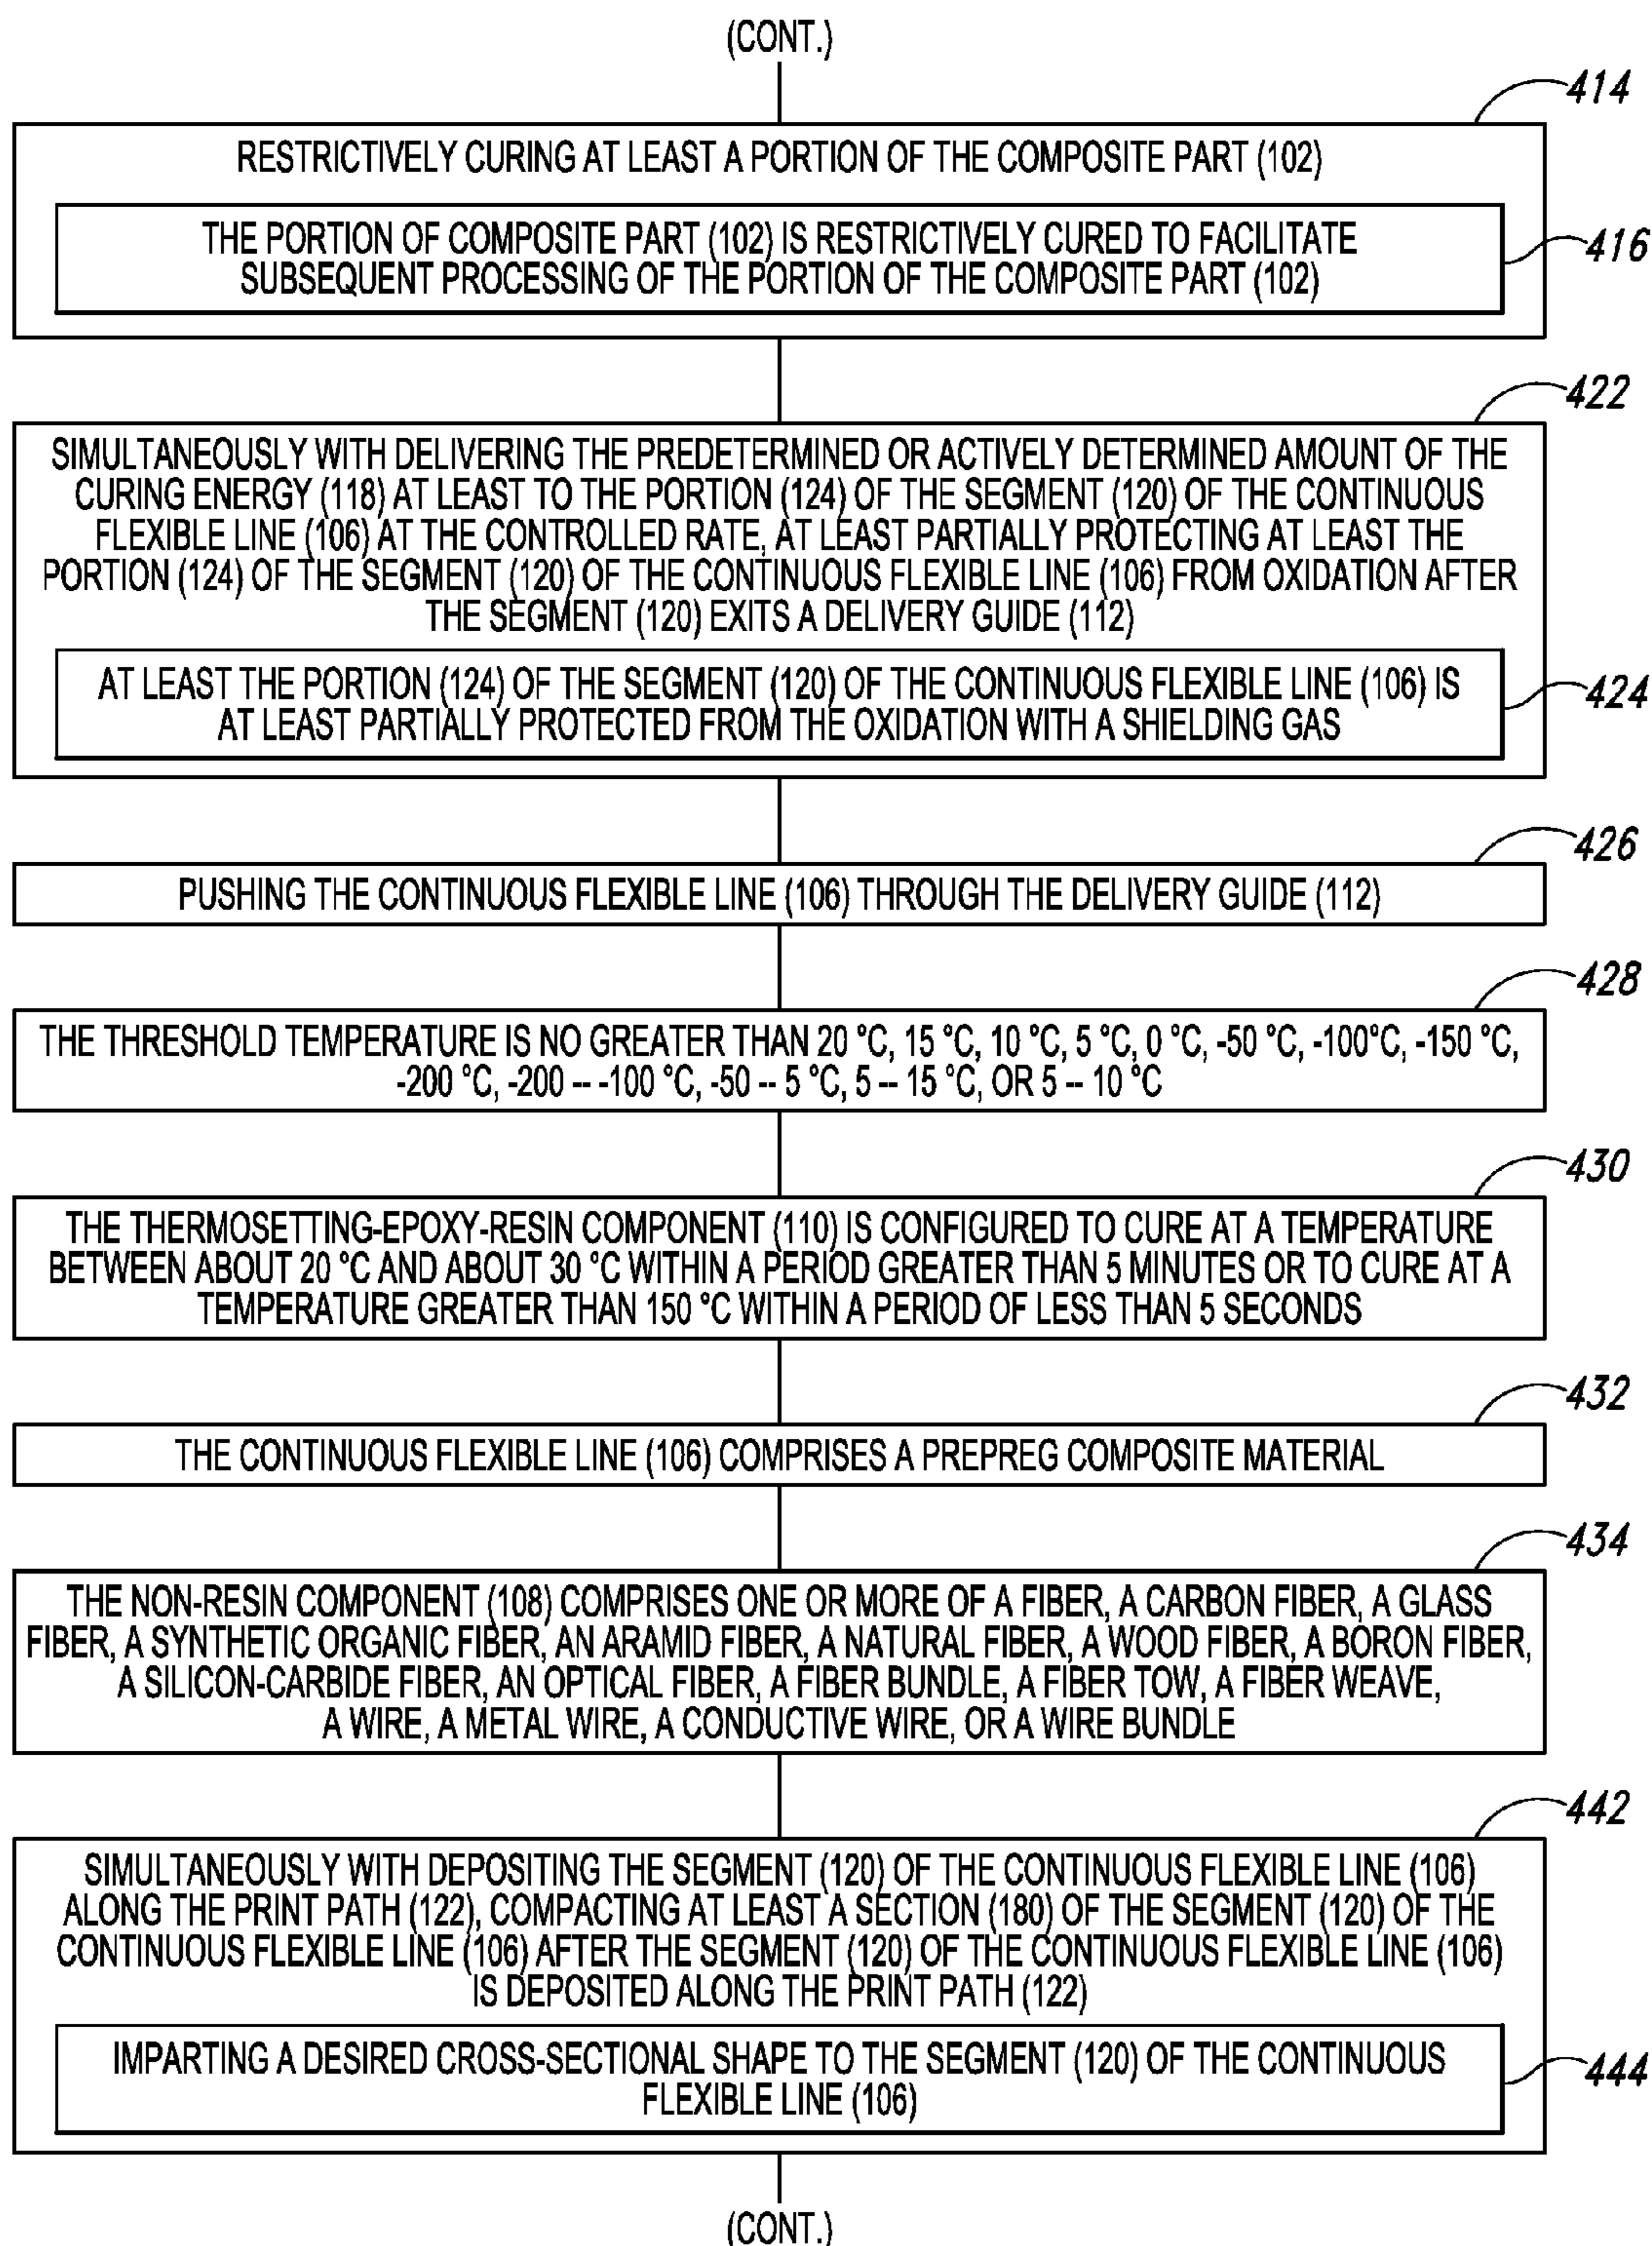 (CONT.)
414
RESTRICTIVELY CURING AT LEAST A PORTION OF THE COMPOSITE PART (102)
THE PORTION OF COMPOSITE PART (102) IS RESTRICTIVELY CURED TO FACILITATE
SUBSEQUENT PROCESSING OF THE PORTION OF THE COMPOSITE PART (102)
416
422
SIMULTANEOUSLY WITH DELIVERING THE PREDETERMINED OR ACTIVELY DETERMINED AMOUNT OF THE
CURING ENERGY (118) AT LEAST TO THE PORTION (124) OF THE SEGMENT (120) OF THE CONTINUOUS
FLEXIBLE LINE (106) AT THE CONTROLLED RATE, AT LEAST PARTIALLY PROTECTING AT LEAST THE
PORTION (124) OF THE SEGMENT (120) OF THE CONTINUOUS FLEXIBLE LINE (106) FROM OXIDATION AFTER
THE SEGMENT (120) EXITS A DELIVERY GUIDE (112)
AT LEAST THE PORTION (124) OF THE SEGMENT (120) OF THE CONTINUOUS FLEXIBLE LINE (106) IS
AT LEAST PARTIALLY PROTECTED FROM THE OXIDATION WITH A SHIELDING GAS
424
426
PUSHING THE CONTINUOUS FLEXIBLE LINE (106) THROUGH THE DELIVERY GUIDE (112)
428
THE THRESHOLD TEMPERATURE IS NO GREATER THAN 20 °C, 15 °C, 10 °C, 5 °C, 0 °C, -50 °C, -100°C, -150 °C,
-200 °C, -200 -- -100 °C, -50 -- 5 °C, 5 -- 15 °C, OR 5 -- 10 °C
430
THE THERMOSETTING-EPOXY-RESIN COMPONENT (110) IS CONFIGURED TO CURE AT A TEMPERATURE
BETWEEN ABOUT 20 °C AND ABOUT 30 °C WITHIN A PERIOD GREATER THAN 5 MINUTES OR TO CURE AT A
TEMPERATURE GREATER THAN 150 °C WITHIN A PERIOD OF LESS THAN 5 SECONDS
432
THE CONTINUOUS FLEXIBLE LINE (106) COMPRISES A PREPREG COMPOSITE MATERIAL
434
THE NON-RESIN COMPONENT (108) COMPRISES ONE OR MORE OF A FIBER, A CARBON FIBER, A GLASS
FIBER, A SYNTHETIC ORGANIC FIBER, AN ARAMID FIBER, A NATURAL FIBER, A WOOD FIBER, A BORON FIBER,
A SILICON-CARBIDE FIBER, AN OPTICAL FIBER, A FIBER BUNDLE, A FIBER TOW, A FIBER WEAVE,
A WIRE, A METAL WIRE, A CONDUCTIVE WIRE, OR A WIRE BUNDLE
442
SIMULTANEOUSLY WITH DEPOSITING THE SEGMENT (120) OF THE CONTINUOUS FLEXIBLE LINE (106)
ALONG THE PRINT PATH (122), COMPACTING AT LEAST A SECTION (180) OF THE SEGMENT (120) OF THE
CONTINUOUS FLEXIBLE LINE (106) AFTER THE SEGMENT (120) OF THE CONTINUOUS FLEXIBLE LINE (106)
IS DEPOSITED ALONG THE PRINT PATH (122)
IMPARTING A DESIRED CROSS-SECTIONAL SHAPE TO THE SEGMENT (120) OF THE CONTINUOUS
FLEXIBLE LINE (106)
444
(CONT.)